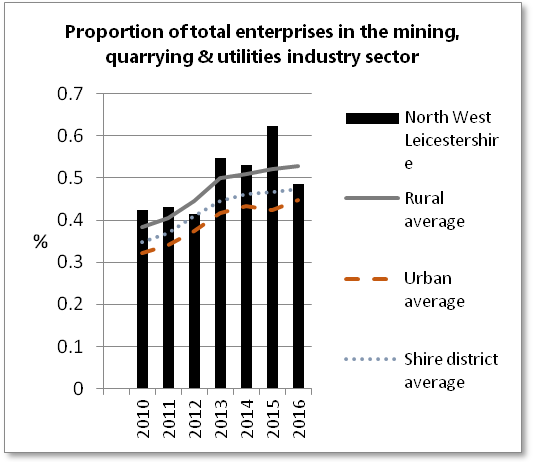 Proportion of total enterprises in the mining,
quarrying & utilities industry sector
0.7
0.6
0.5
0.4
0.3
0.2
0.1
0
%
2010
2011
2012
2013
2014
2015
2016
North West
Leicestershir
e
Rural
average
Urban
average
Shire district
average